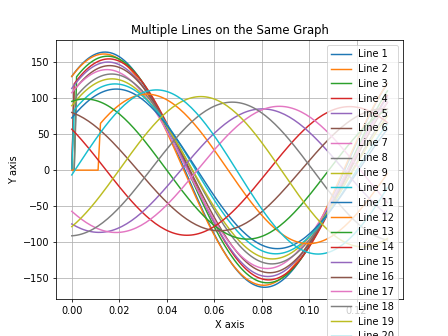 Multiple Lines on the Same Graph
Y axis
150
100
50
0
−50
−100
−150
0.00
0.02
0.04
0.06
0.08
0.10
X axis
Line 1
Line 2
Line 3
Line 4
Line 5
Line 6
Line 7
Line 8
Line 9
Line 10
Line 11
Line 12
Line 13
Line 14
Line 15
Line 16
Line 17
Line 18
Line 19
Line 20